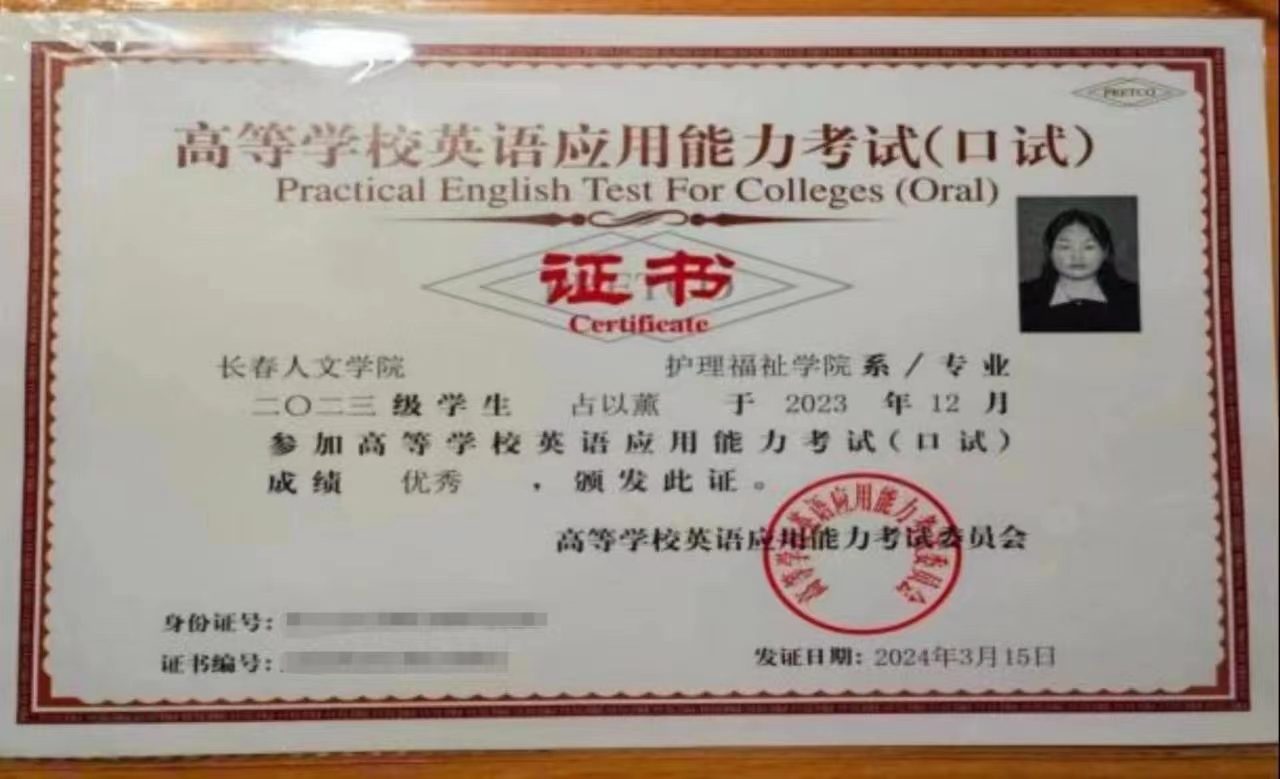 PRETCO
高等学校英语应用能力考试(口试)
Practical English Test For Colleges (Oral)
证书
Certificate
长春人文学院 护理福祉学院 系/专业
二〇二三 级学生 占以薰 于 2023 年 12 月
参加高等学校英语应用能力考试(口试)
成绩 优秀 ,颁发此证。
高等学校英语应用能力考试委员会
身份证号:
证书编号:
发证日期: 2024年3月15日